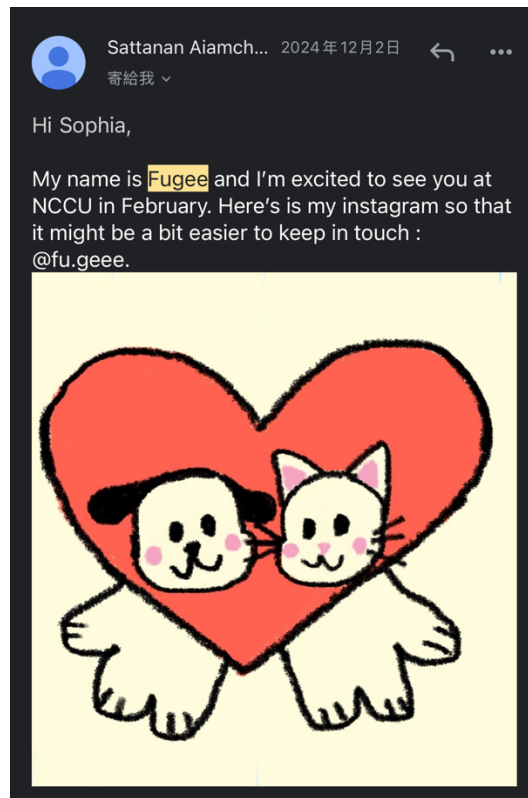 Sattanan Aiamch... 2024年12月2日
寄給我
Hi Sophia,
My name is Fugee and I'm excited to see you at
NCCU in February. Here's is my instagram so that
it might be a bit easier to keep in touch :
@fu.geee.